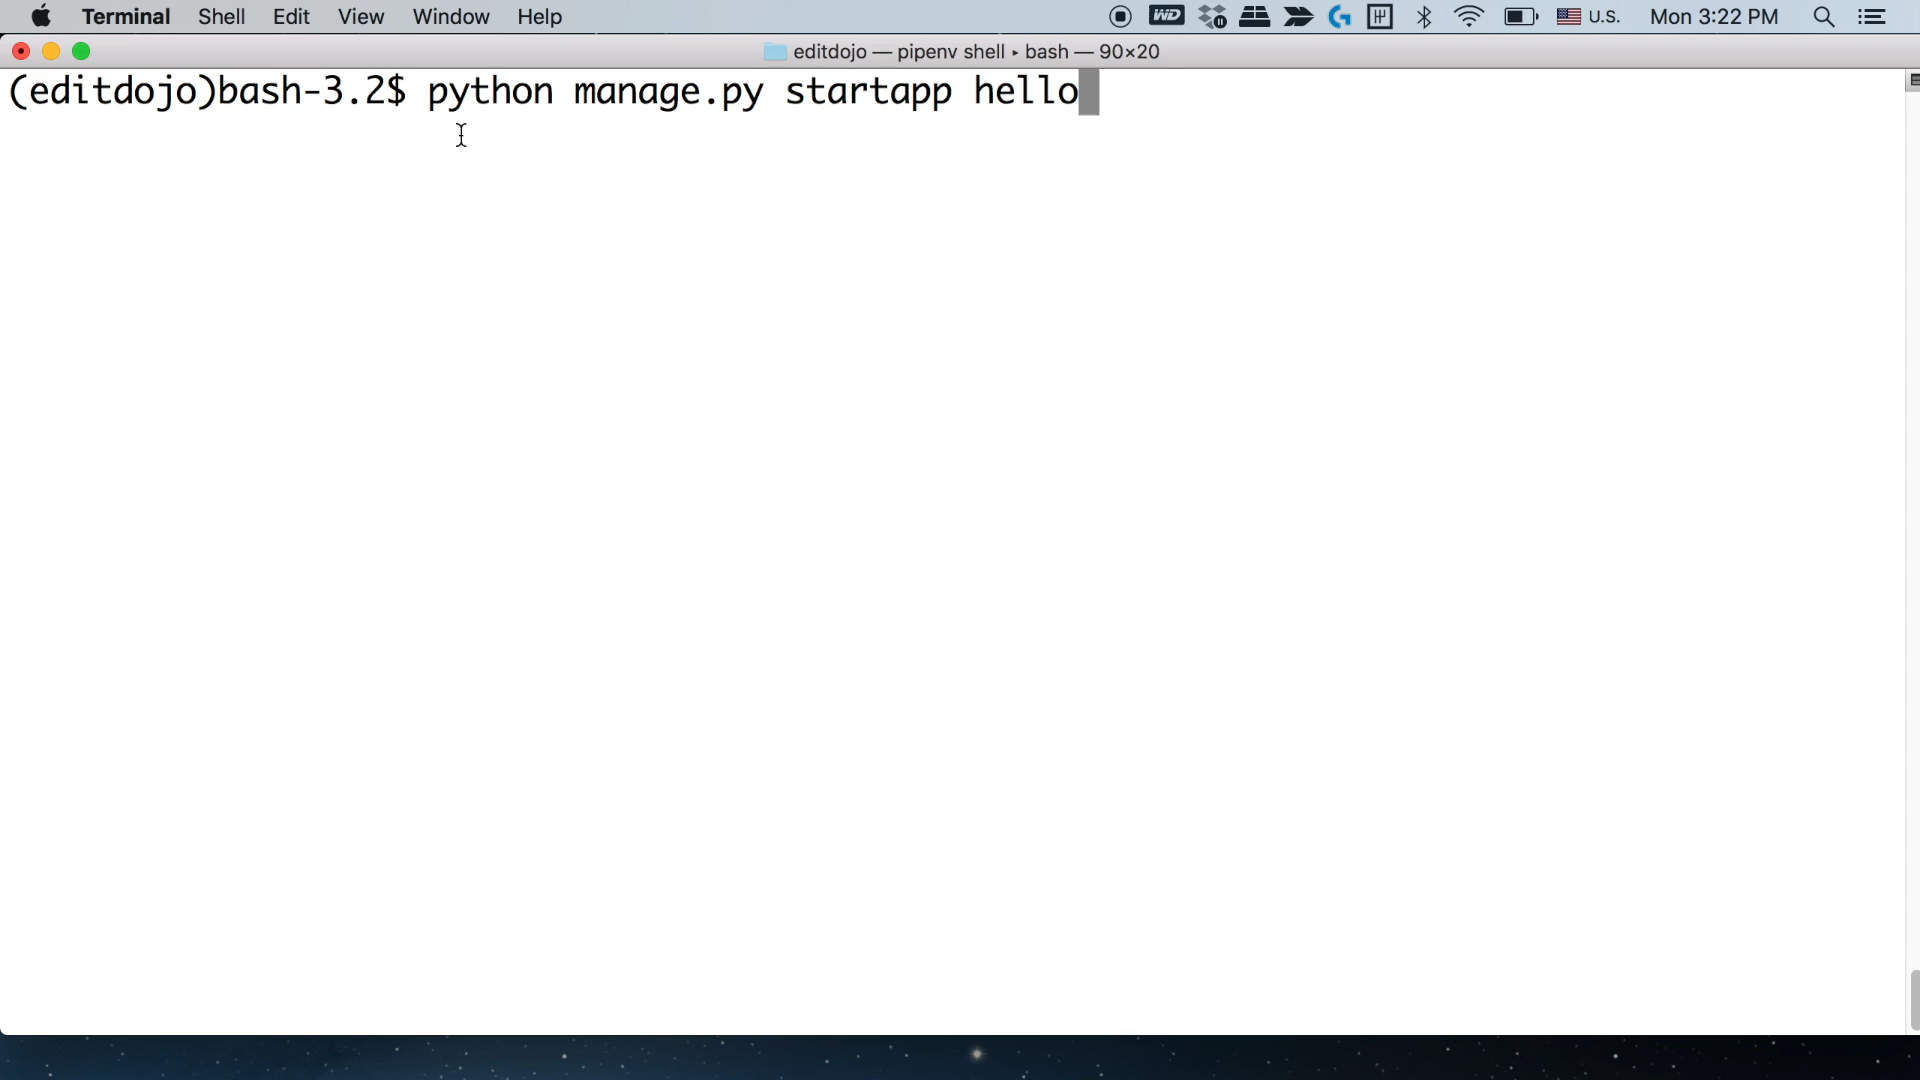 Terminal Shell Edit View Window Help WD U.S. Mon 3:22 PM
editdojo — pipenv shell ▸ bash — 90×20
(editdojo)bash-3.2$ python manage.py startapp hello